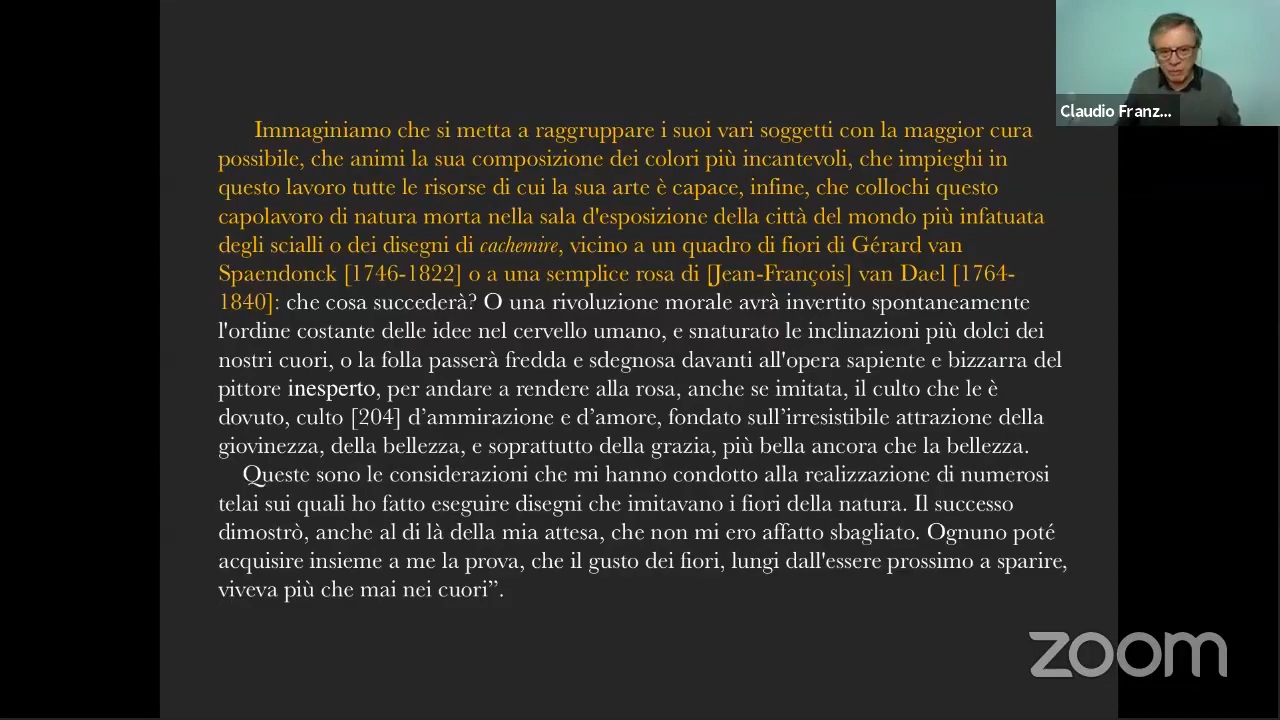 Immaginiamo che si metta a raggruppare i suoi vari soggetti con la maggior cura
possibile, che animi la sua composizione dei colori più incantevoli, che impieghi in
questo lavoro tutte le risorse di cui la sua arte è capace, infine, che collochi questo
capolavoro di natura morta nella sala d'esposizione della città del mondo più infatuata
degli scialli o dei disegni di cachemire, vicino a un quadro di fiori di Gérard van
Spaendonck [1746-1822] o a una semplice rosa di [Jean-François] van Dael [1764-
1840]: che cosa succederà? O una rivoluzione morale avrà invertito spontaneamente
l'ordine costante delle idee nel cervello umano, e snaturato le inclinazioni più dolci dei
nostri cuori, o la folla passerà fredda e sdegnosa davanti all'opera sapiente e bizzarra del
pittore inesperto, per andare a rendere alla rosa, anche se imitata, il culto che le è
dovuto, culto [204] d’ammirazione e d’amore, fondato sull’irresistibile attrazione della
giovinezza, della bellezza, e soprattutto della grazia, più bella ancora che la bellezza.
Queste sono le considerazioni che mi hanno condotto alla realizzazione di numerosi
telai sui quali ho fatto eseguire disegni che imitavano i fiori della natura. Il successo
dimostrò, anche al di là della mia attesa, che non mi ero affatto sbagliato. Ognuno poté
acquisire insieme a me la prova, che il gusto dei fiori, lungi dall'essere prossimo a sparire,
viveva più che mai nei cuori”.
Claudio Franz...
zoom